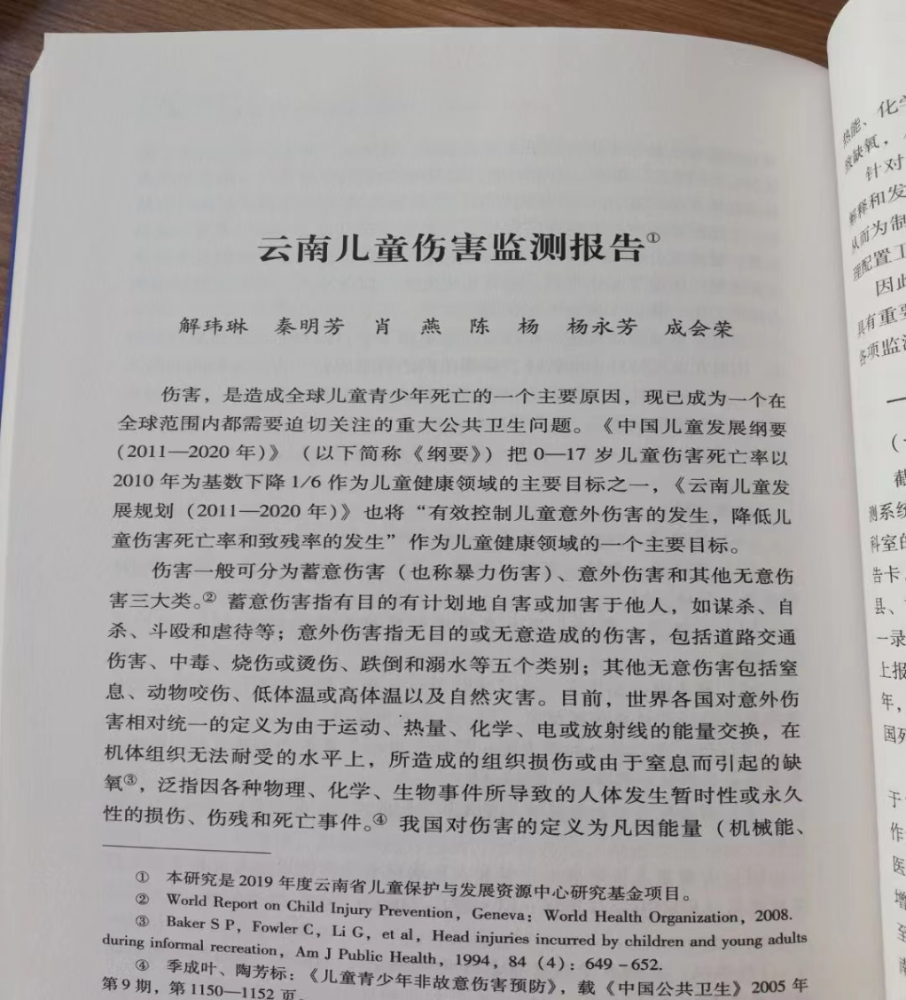 云南儿童伤害监测报告①
解玮琳 秦明芳 肖燕 陈杨 杨永芳 成会荣
伤害，是造成全球儿童青少年死亡的一个主要原因，现已成为一个在
全球范围内都需要迫切关注的重大公共卫生问题。《中国儿童发展纲要
（2011—2020 年）》（以下简称《纲要》）把 0—17 岁儿童伤害死亡率以
2010 年为基数下降 1/6 作为儿童健康领域的主要目标之一，《云南儿童发
展规划（2011—2020 年）》也将“有效控制儿童意外伤害的发生，降低儿
童伤害死亡率和致残率的发生”作为儿童健康领域的一个主要目标。
伤害一般可分为蓄意伤害（也称暴力伤害）、意外伤害和其他无意伤
害三大类。② 蓄意伤害指有目的有计划地自害或加害于他人，如谋杀、自
杀、斗殴和虐待等；意外伤害指无目的或无意造成的伤害，包括道路交通
伤害、中毒、烧伤或烫伤、跌倒和溺水等五个类别；其他无意伤害包括窒
息、动物咬伤、低体温或高体温以及自然灾害。目前，世界各国对意外伤
害相对统一的定义为由于运动、热量、化学、电或放射线的能量交换，在
机体组织无法耐受的水平上，所造成的组织损伤或由于窒息而引起的缺
氧③，泛指因各种物理、化学、生物事件所导致的人体发生暂时性或永久
性的损伤、伤残和死亡事件。④ 我国对伤害的定义为凡因能量（机械能、
① 本研究是 2019 年度云南省儿童保护与发展资源中心研究基金项目。
② World Report on Child Injury Prevention, Geneva: World Health Organization, 2008.
③ Baker S P, Fowler C, Li G, et al, Head injuries incurred by children and young adults
during informal recreation, Am J Public Health, 1994, 84 (4): 649-652.
④ 季成叶、陶芳标：《儿童青少年非故意伤害预防》，载《中国公共卫生》2005 年
第 9 期，第 1150—1152 页。
热能、化学
致缺氧，
针对
解释和发
从而为制
理配置工
因此
具有重要
各项监测
一
（
截
测系统
科室的
告卡
县、
一录
上报
年，
国死
于
作
医
增
至